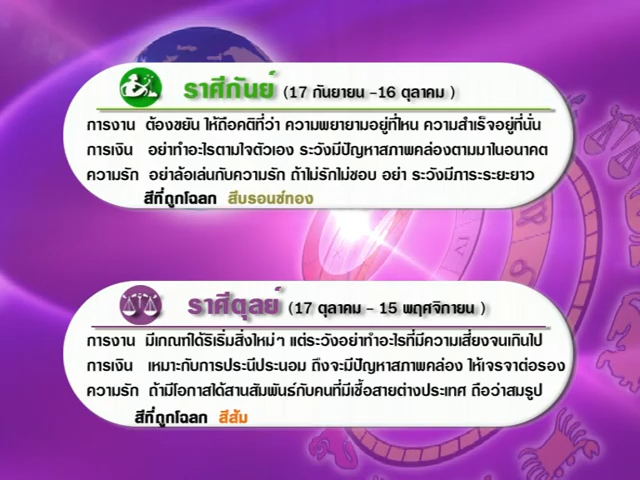 ราศีกันย์ (17 กันยายน -16 ตุลาคม )
การงาน ต้องขยัน ให้ถือคติที่ว่า ความพยายามอยู่ที่ไหน ความสำเร็จอยู่ที่นั่น
การเงิน อย่าทำอะไรตามใจตัวเอง ระวังมีปัญหาสภาพคล่องตามมาในอนาคต
ความรัก อย่าล้อเล่นกับความรัก ถ้าไม่รักไม่ชอบ อย่า ระวังมีภาระระยะยาว
สีที่ถูกโฉลก สีบรอนซ์ทอง
ราศีตุลย์ (17 ตุลาคม - 15 พฤศจิกายน )
การงาน มีเกณฑ์ได้ริเริ่มสิ่งใหม่ๆ แต่ระวังอย่าทำอะไรที่มีความเสี่ยงจนเกินไป
การเงิน เหมาะกับการประนีประนอม ถึงจะมีปัญหาสภาพคล่อง ให้เจรจาต่อรอง
ความรัก ถ้ามีโอกาสได้สานสัมพันธ์กับคนที่มีเชื้อสายต่างประเทศ ถือว่าสมรูป
สีที่ถูกโฉลก สีส้ม